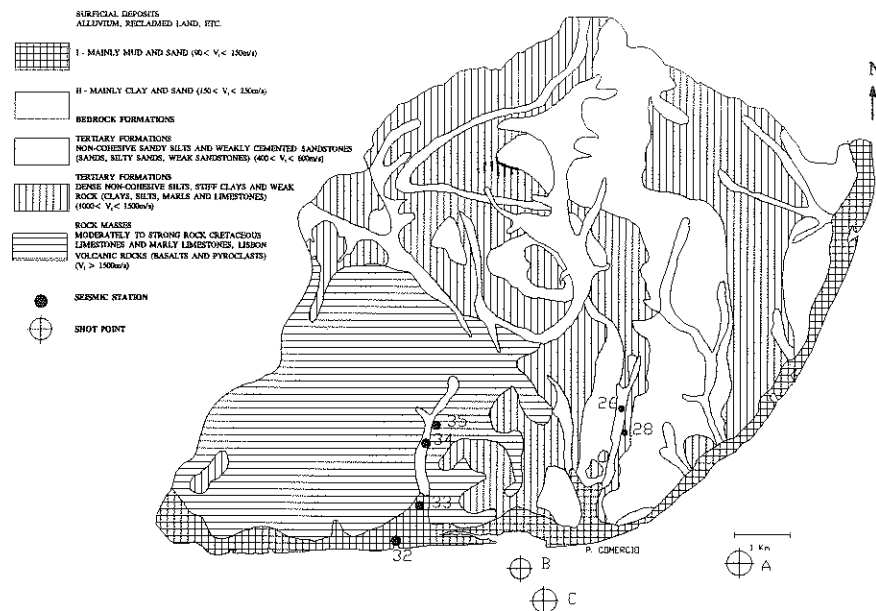 SURFICIAL DEPOSITS
ALLUVIUM, RECLAIMED LAND, ETC.
I - MAINLY MUD AND SAND (90 < Vₛ < 150m/s)
II - MAINLY CLAY AND SAND (150 < Vₛ < 250m/s)
BEDROCK FORMATIONS
TERTIARY FORMATIONS
NON-COHESIVE SANDY SILTS AND WEAKLY CEMENTED SANDSTONES
(SANDS, SILTY SANDS, WEAK SANDSTONES) (400 < Vₛ < 600m/s)
TERTIARY FORMATIONS
DENSE NON-COHESIVE SILTS, STIFF CLAYS AND WEAK
ROCK (CLAYS, SILTS, MARLS AND LIMESTONES)
(1000 < Vₛ < 1500m/s)
ROCK MASSES
MODERATELY TO STRONG ROCK CRETACEOUS
LIMESTONES AND MARLY LIMESTONES, LISBON
VOLCANIC ROCKS (BASALTS AND PYROCLASTS)
(Vₛ > 1500m/s)
SEISMIC STATION
SHOT POINT
N
26
28
35
34
33
32
P. COMERCIO
1 Km
A
B
C